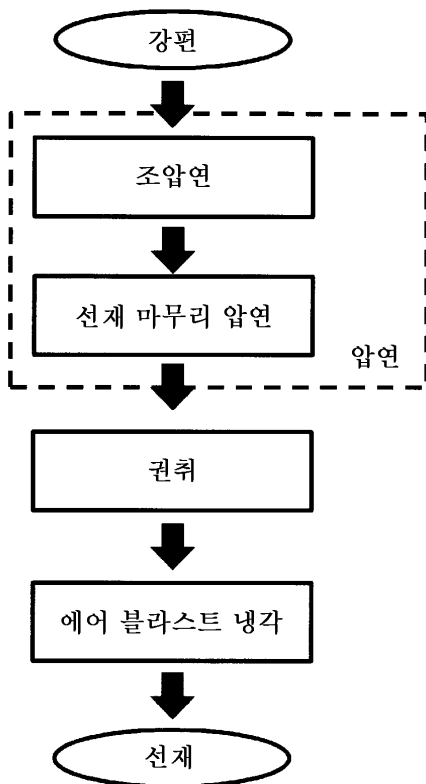 강편
조압연
선재 마무리 압연
압연
권취
에어 블라스트 냉각
선재